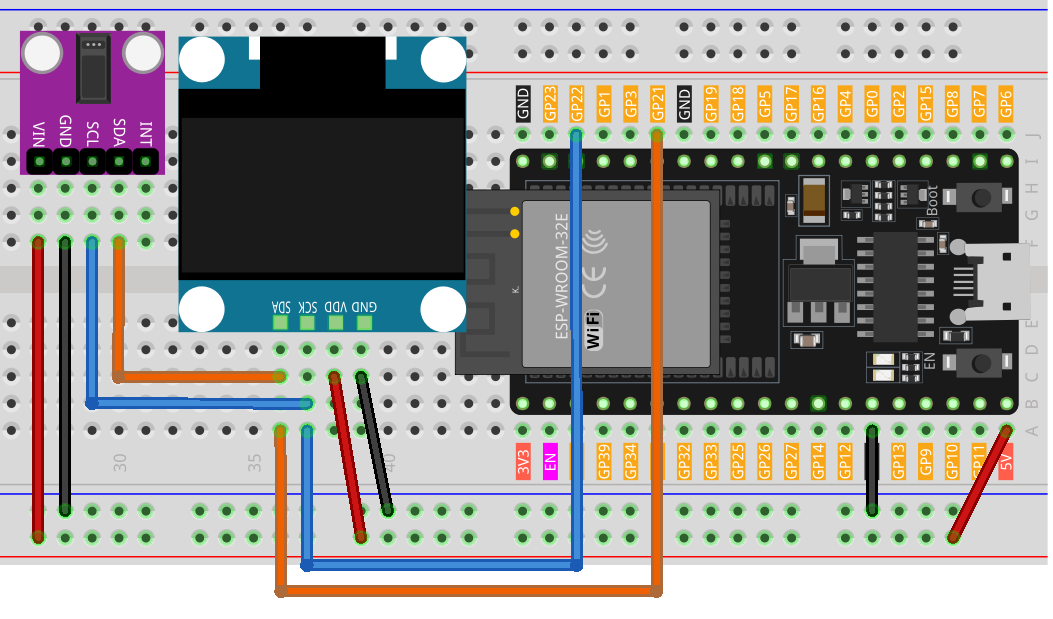 GND GP23 GP22 GP1 GP3 GP21 GND GP19 GP18 GP5 GP17 GP16 GP4 GP0 GP2 GP15 GP8 GP7 GP6
VIN GND SCL SDA INT
J
I
H
G
F
E
D
C
B
A
Boot
ESP-WROOM-32E
CE
WiFi
K.
EN
SDA SCK VDD GND
30 35 40
3V3 EN GP39 GP34 GP32 GP33 GP25 GP26 GP27 GP14 GP12 GP13 GP9 GP10 GP11 5V